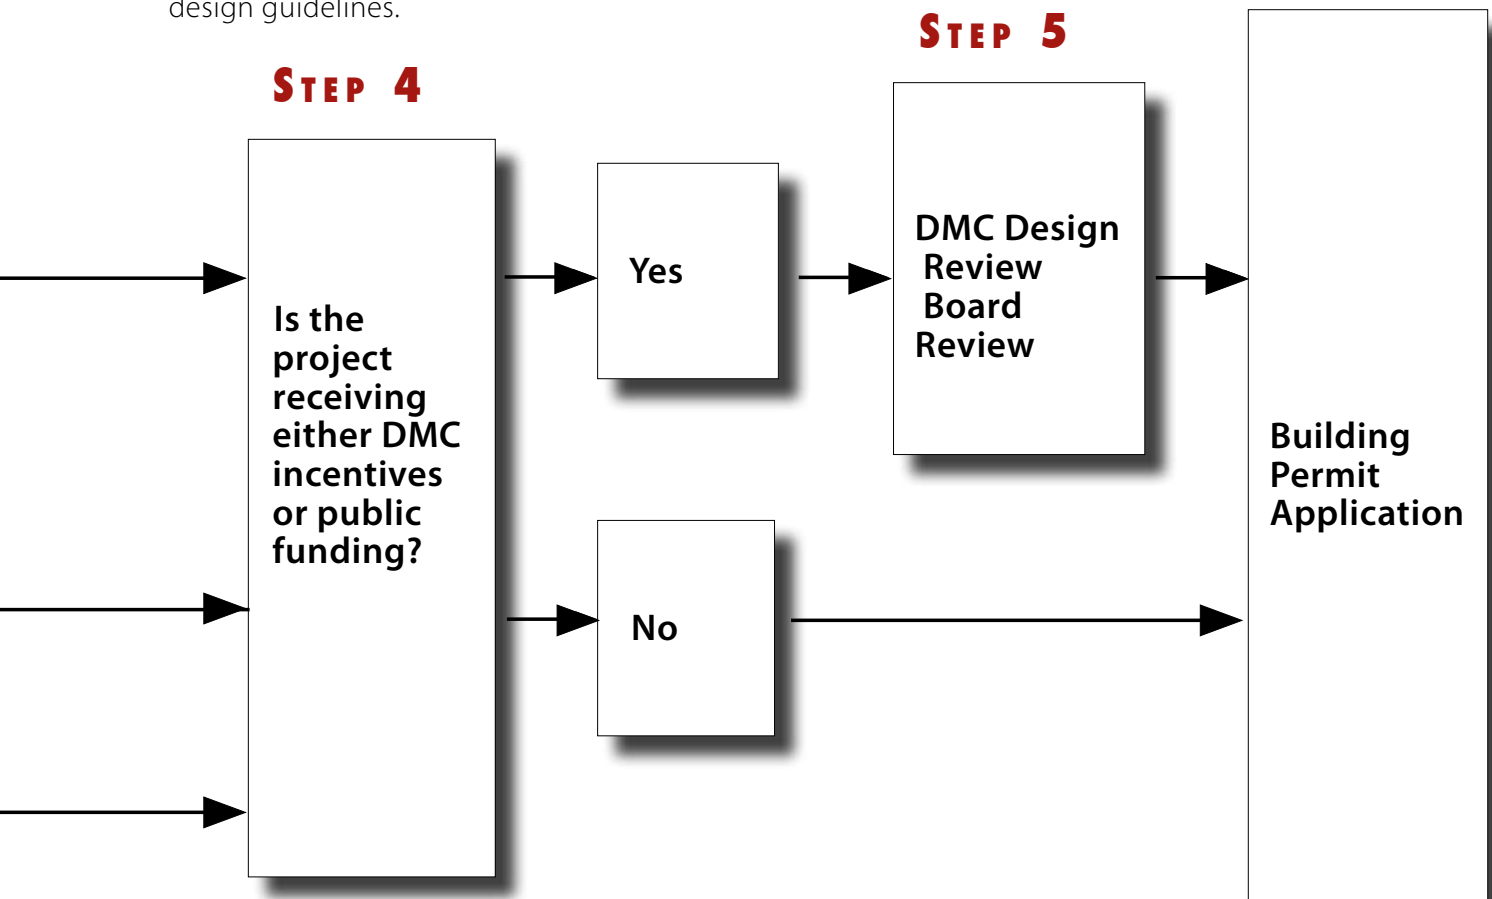 design guidelines.
STEP 4
Is the
project
receiving
either DMC
incentives
or public
funding?
Yes
No
STEP 5
DMC Design
Review
Board
Review
Building
Permit
Application